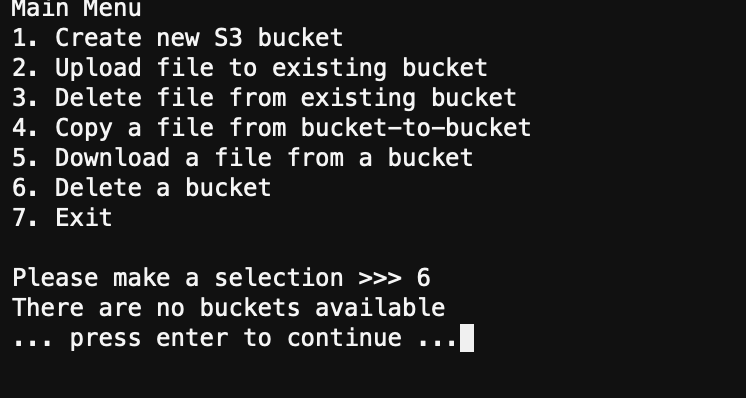 Main Menu
1. Create new S3 bucket
2. Upload file to existing bucket
3. Delete file from existing bucket
4. Copy a file from bucket-to-bucket
5. Download a file from a bucket
6. Delete a bucket
7. Exit
Please make a selection >>> 6
There are no buckets available
... press enter to continue ...